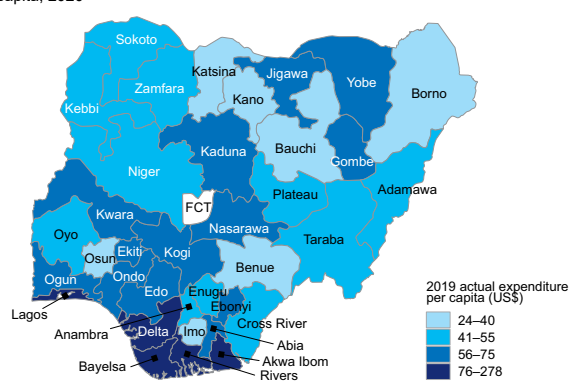 Sokoto
Katsina
Jigawa
Yobe
Zamfara
Kano
Borno
Kebbi
Kaduna
Bauchi
Gombe
Niger
Plateau
Adamawa
FCT
Kwara
Nasarawa
Oyo
Taraba
Osun
Ekiti
Kogi
Benue
Ogun
Ondo
Edo
Enugu
Ebonyi
Lagos
Cross River
Anambra
Delta
Imo
Abia
Bayelsa
Akwa Ibom
Rivers
2019 actual expenditure
per capita (US$)
24–40
41–55
56–75
76–278